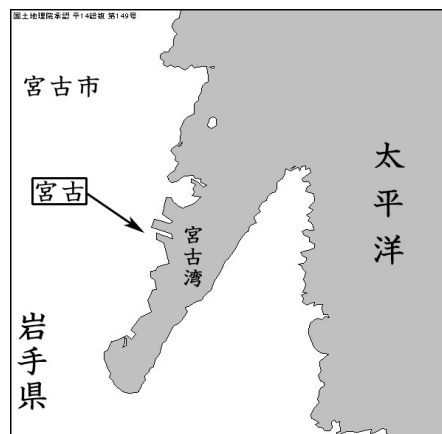 国土地理院承認 平14総複 第149号
宮古市
宮古
宮古湾
太平洋
岩手県